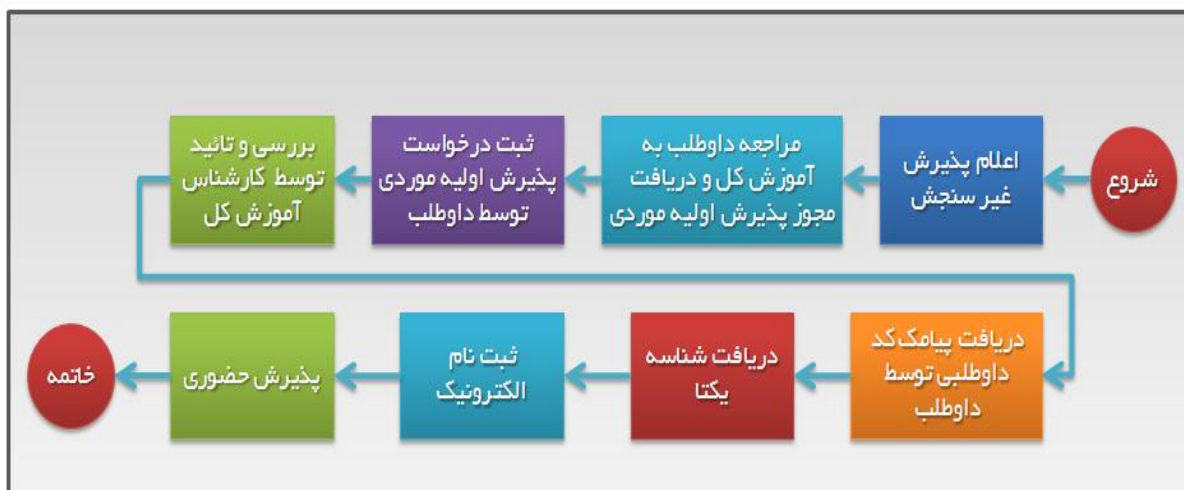 شروع
اعلام پذیرش
غیر سنجش
مراجعه داوطلب به
آموزش کل و دریافت
مجوز پذیرش اولیه موردی
ثبت درخواست
پذیرش اولیه موردی
توسط داوطلب
بررسی و تائید
توسط کارشناس
آموزش کل
دریافت پیامک کد
داوطلبی توسط
داوطلب
دریافت شناسه
یکتا
ثبت نام
الکترونیک
پذیرش حضوری
خاتمه